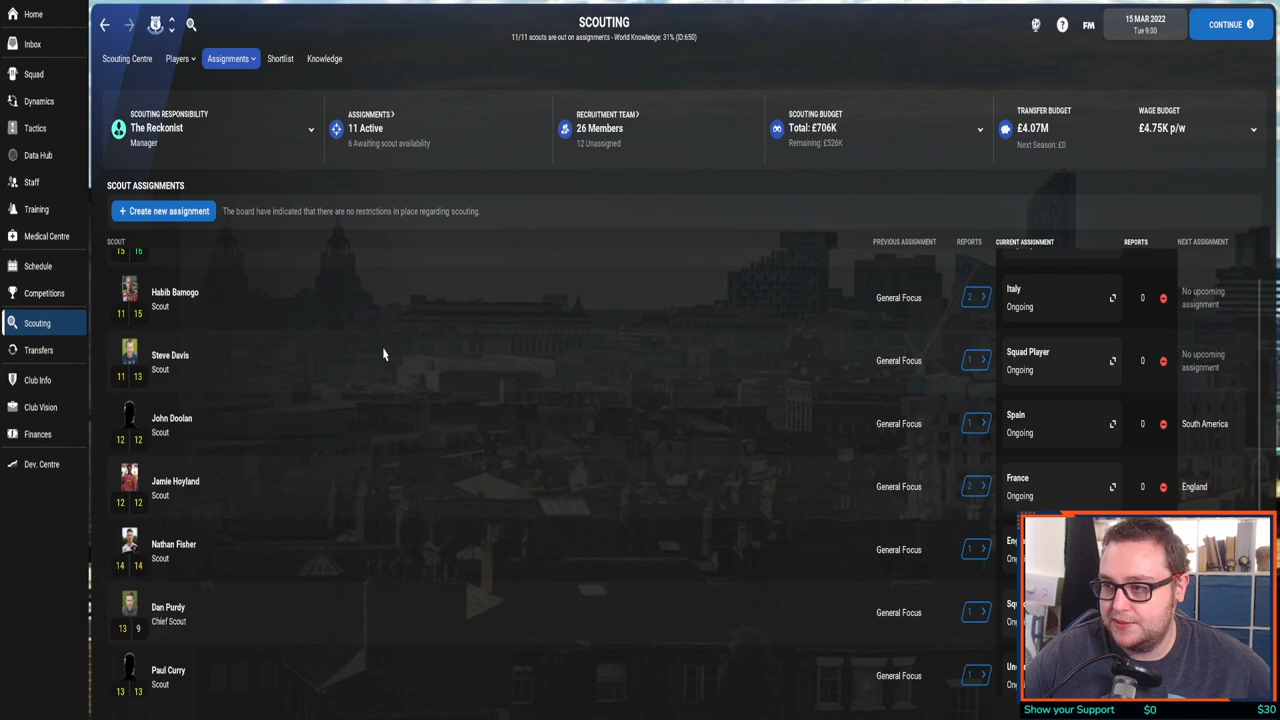 Home
SCOUTING
11/11 scouts are out on assignments - World Knowledge: 31% (ID:650)
FM
15 MAR 2022
Tue 9:00
CONTINUE
Inbox
Squad
Dynamics
Tactics
Data Hub
Staff
Training
Medical Centre
Schedule
Competitions
Scouting
Transfers
Club Info
Club Vision
Finances
Dev. Centre
Scouting Centre
Players
Assignments
Shortlist
Knowledge
SCOUTING RESPONSIBILITY
The Reckonist
Manager
ASSIGNMENTS
11 Active
6 Awaiting scout availability
RECRUITMENT TEAM
26 Members
12 Unassigned
SCOUTING BUDGET
Total: £706K
Remaining: £526K
TRANSFER BUDGET
£4.07M
Next Season: £0
WAGE BUDGET
£4.75K p/w
SCOUT ASSIGNMENTS
+ Create new assignment
The board have indicated that there are no restrictions in place regarding scouting.
SCOUT PREVIOUS ASSIGNMENT REPORTS CURRENT ASSIGNMENT REPORTS NEXT ASSIGNMENT
15 16
Habib Bamogo
Scout
11 15
General Focus
2
Italy
Ongoing
0
No upcoming
assignment
Steve Davis
Scout
11 13
General Focus
1
Squad Player
Ongoing
0
No upcoming
assignment
John Doolan
Scout
12 12
General Focus
1
Spain
Ongoing
0
South America
Jamie Hoyland
Scout
12 12
General Focus
2
France
Ongoing
0
England
Nathan Fisher
Scout
14 14
General Focus
1
Dan Purdy
Chief Scout
13 9
General Focus
1
Paul Curry
Scout
13 13
General Focus
1
Show your Support $0 $30